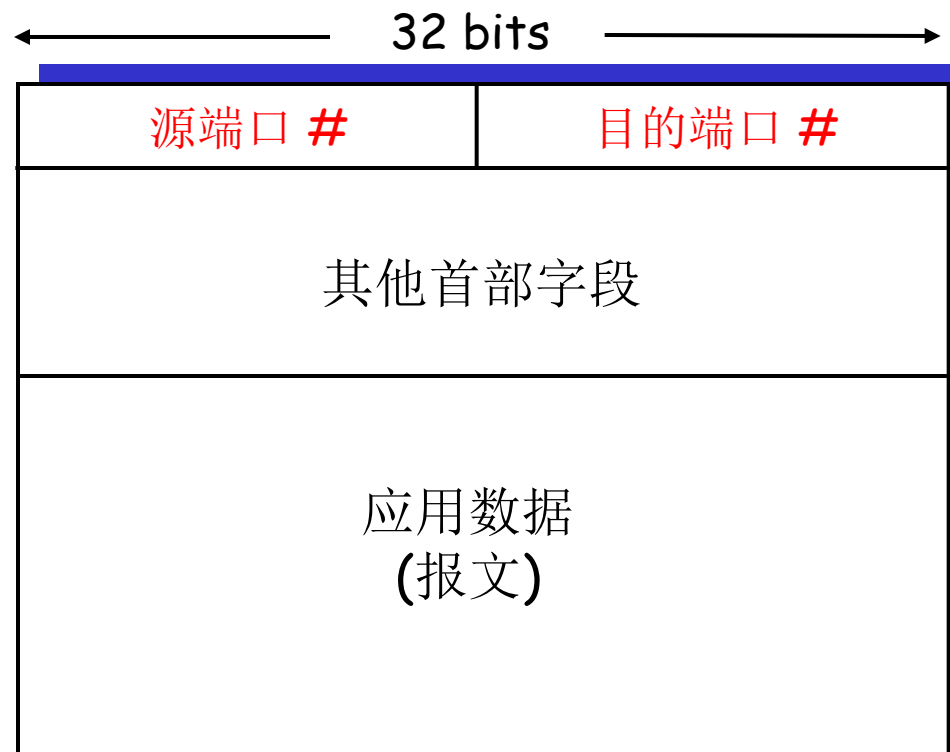 32 bits
源端口 #
目的端口 #
其他首部字段
应用数据
(报文)